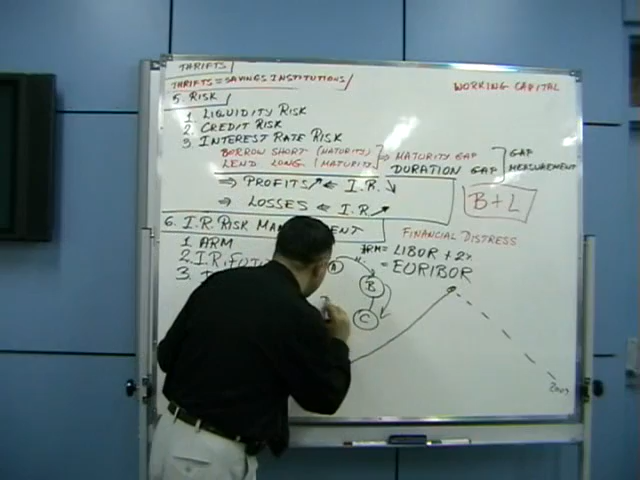 THRIFTS
THRIFTS = SAVINGS INSTITUTIONS
WORKING CAPITAL
5. RISK
1. LIQUIDITY RISK
2. CREDIT RISK
3. INTEREST RATE RISK
BORROW SHORT (MATURITY) ⇒ MATURITY GAP GAP
LEND LONG (MATURITY) DURATION GAP MEASUREMENT
⇒ PROFITS ↗ ⇐ I.R. ↘
⇒ LOSSES ⇐ I.R. ↗
B+L
6. I.R. RISK MANAGEMENT
FINANCIAL DISTRESS
1. ARM
ARM = LIBOR + 2%
2. I.R. FUTU
= EURIBOR
3.
A
B
C